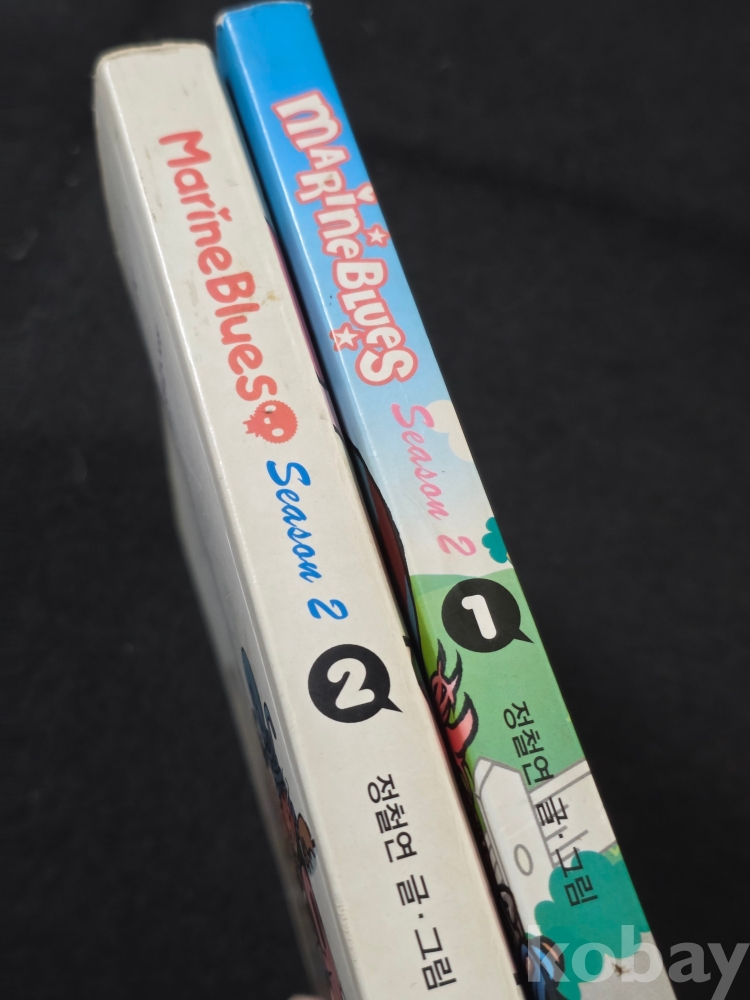 MarineBlues
Season 2
2
정철연 글·그림
MARINEBLUES
Season 2
1
정철연 글·그림
kobay